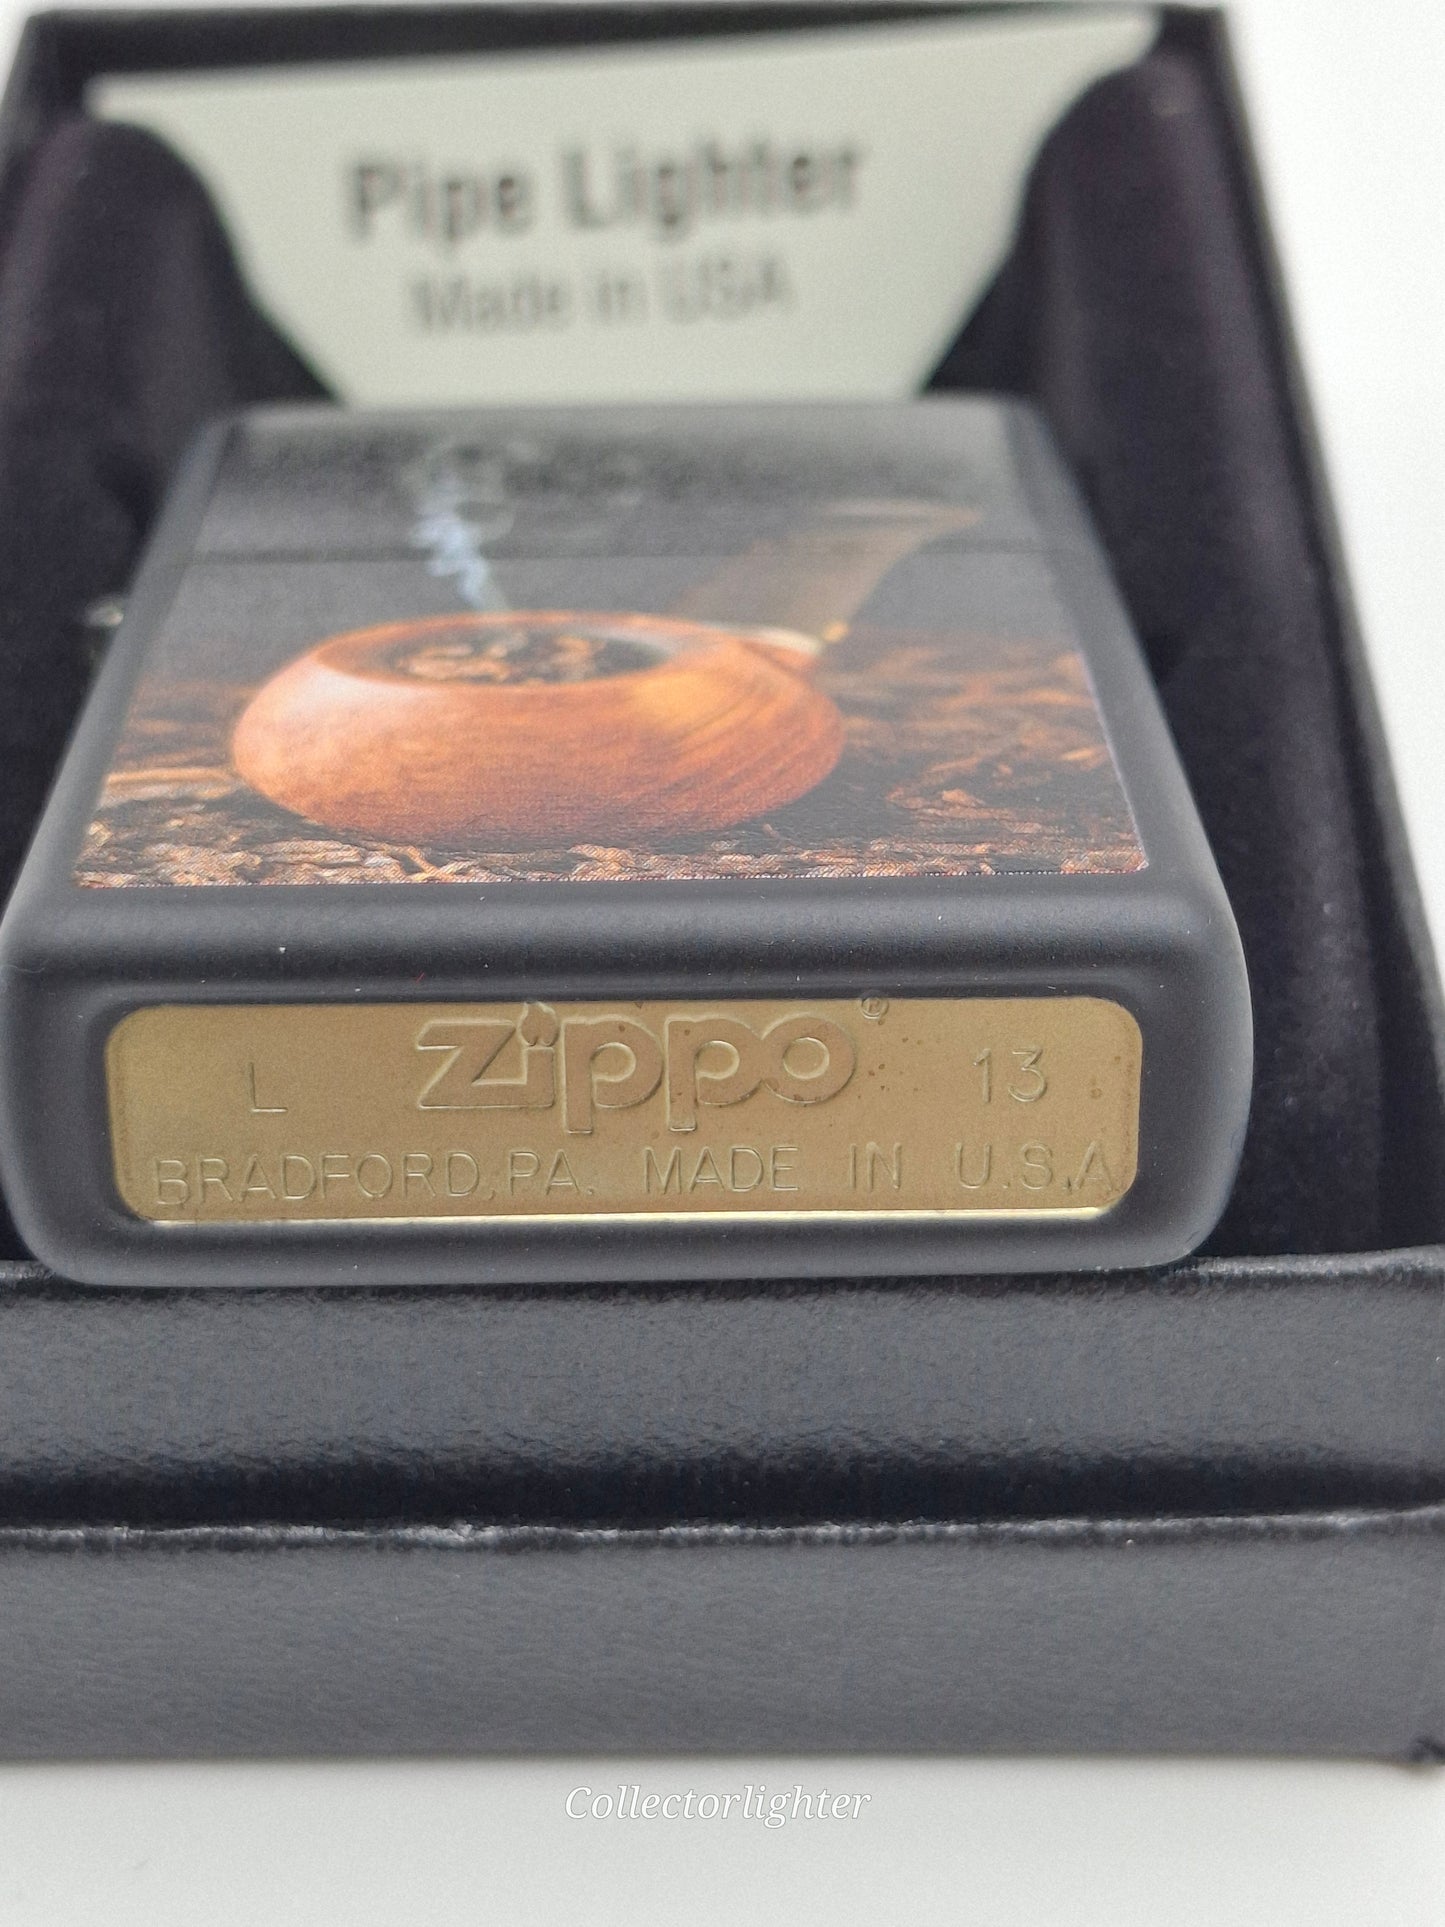 Pipe Lighter
Made in USA
L zippo® 13
BRADFORD, PA. MADE IN U.S.A
Collectorlighter